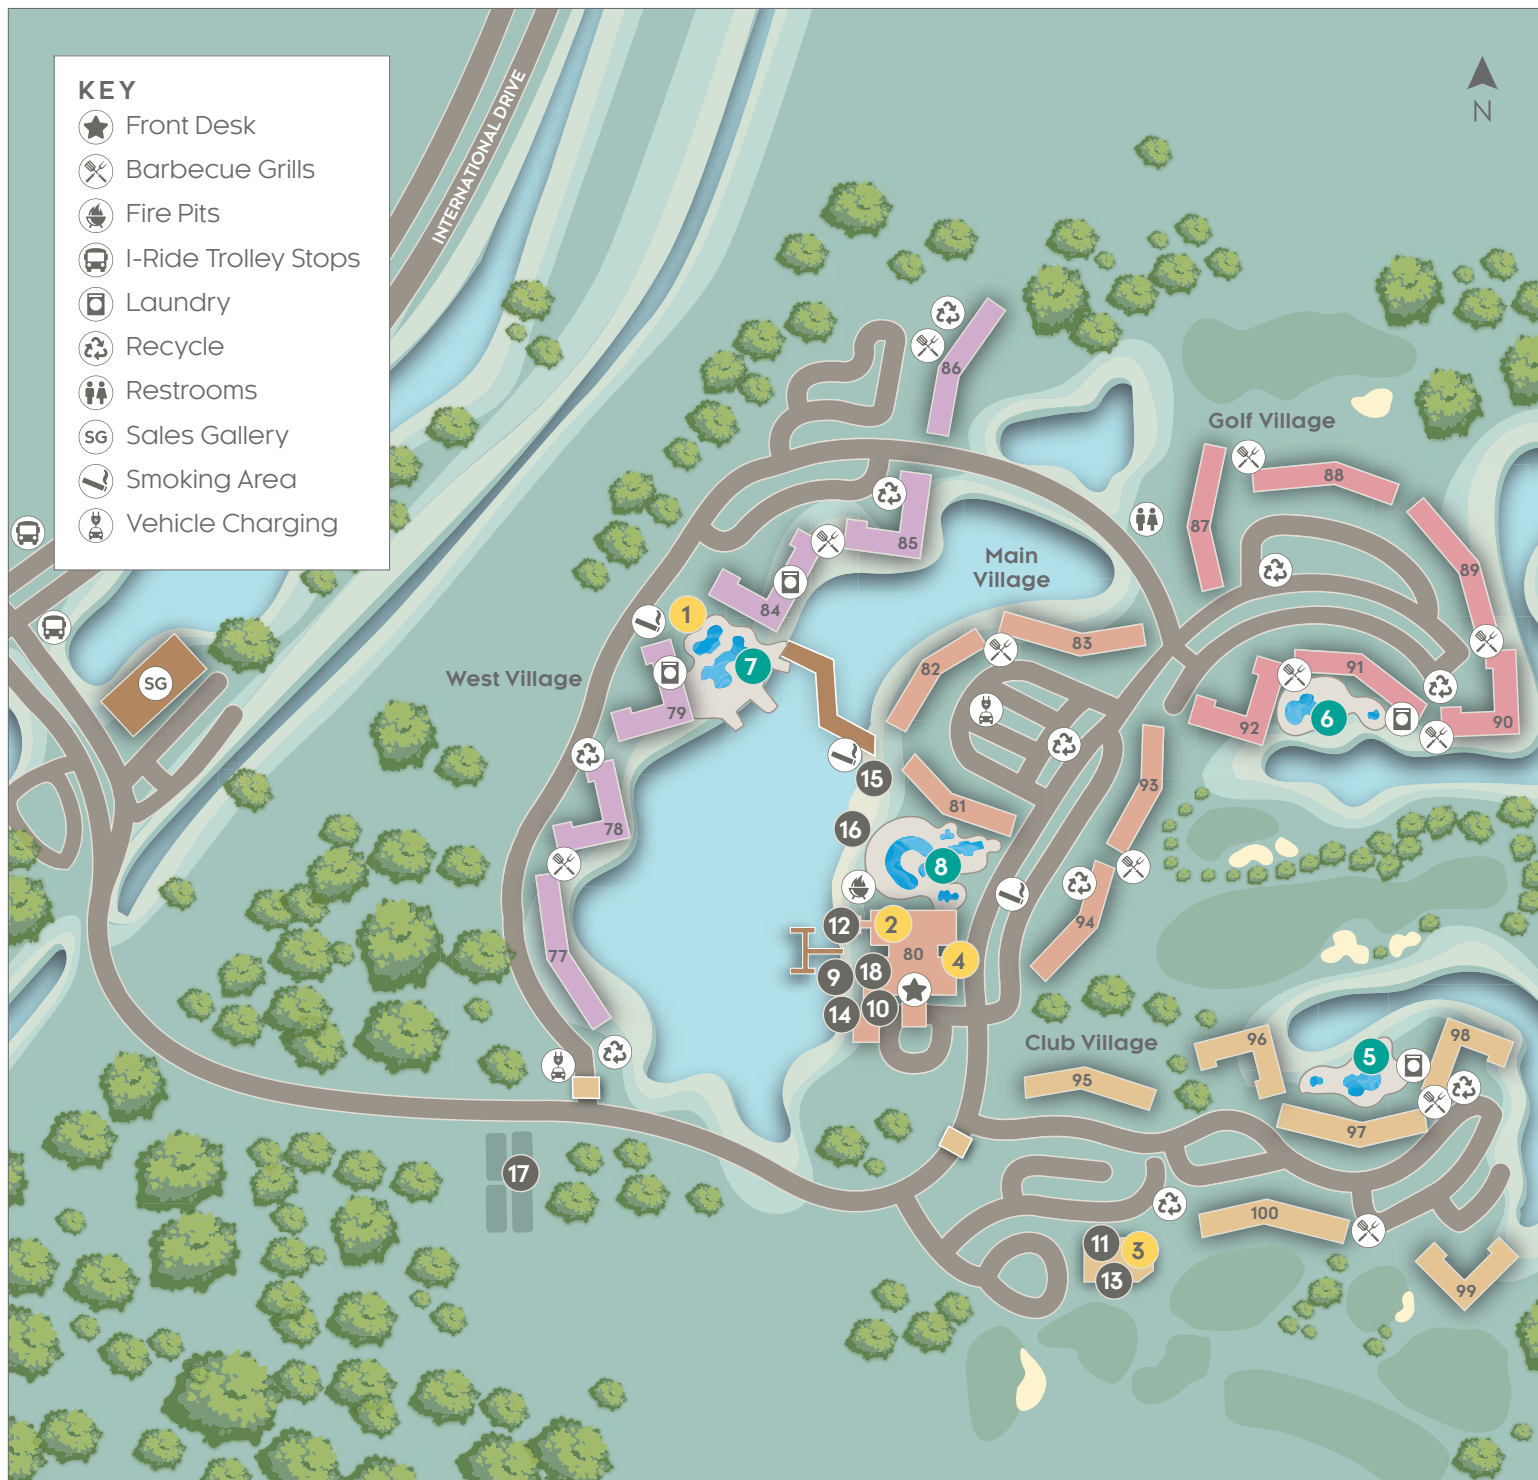 KEY
Front Desk
Barbecue Grills
Fire Pits
I-Ride Trolley Stops
Laundry
Recycle
Restrooms
SG Sales Gallery
Smoking Area
Vehicle Charging
INTERNATIONAL DRIVE
N
86
Golf Village
88
87
85
Main
Village
89
84
1
83
82
91
7
West Village
SG
79
6
92
90
15
93
81
16
78
8
12
2
94
80
4
77
18
9
10
14
Club Village
96
98
5
95
97
17
100
11
3
13
99